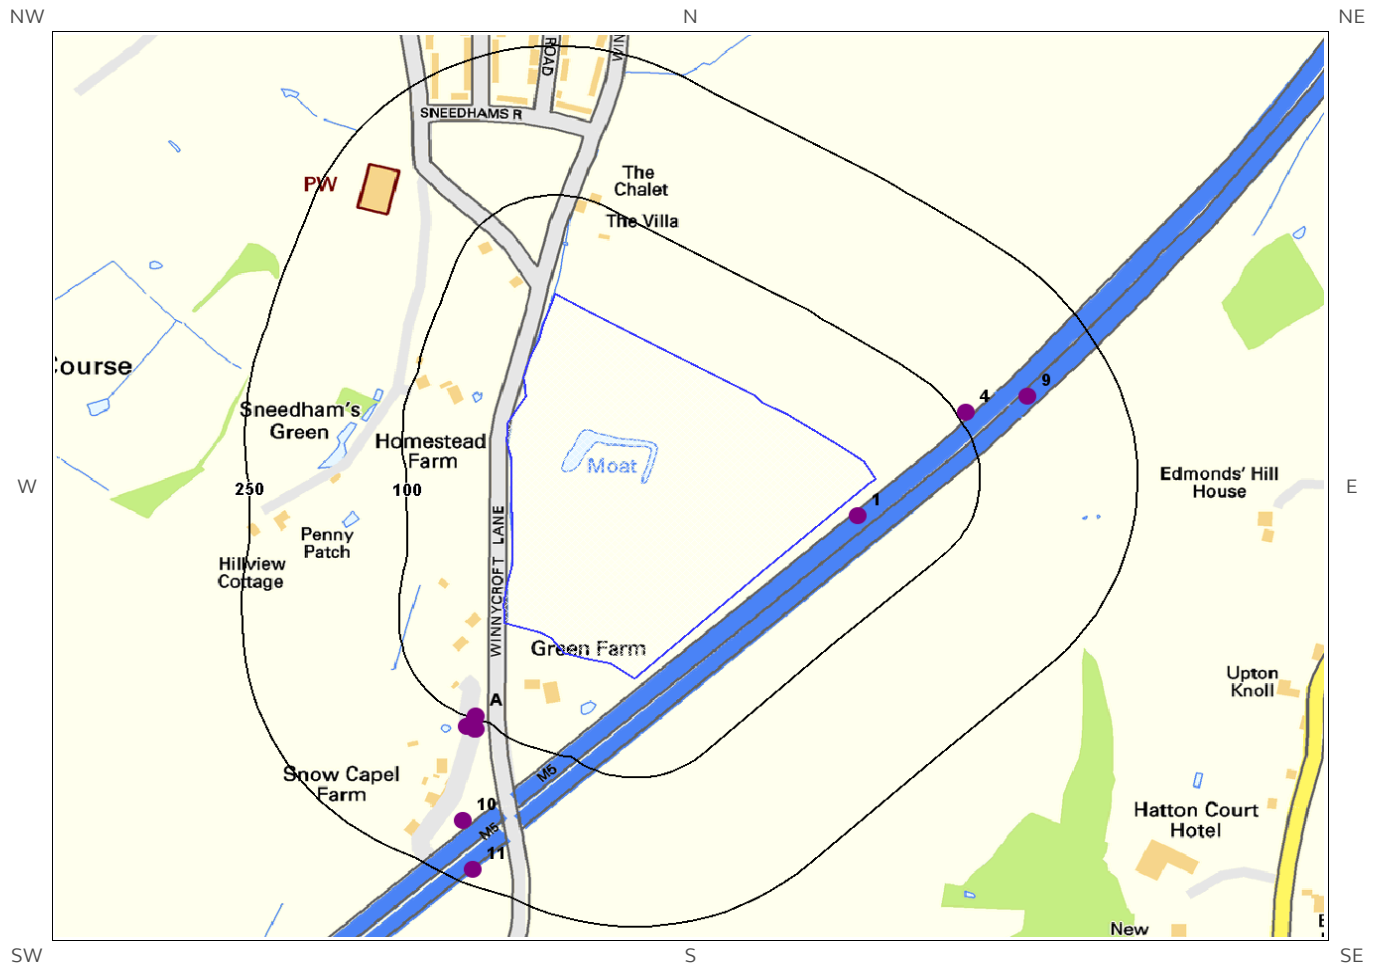 NW
N
NE
ROAD
SNEEDHAMS R
PW
The
Chalet
The Villa
Course
4
9
Sneedham's
Green
Homestead
Farm
Moat
W
250
100
1
Edmonds' Hill
House
E
Penny
Patch
Hillview
Cottage
WINNYCROFT LANE
Green Farm
Upton
Knoll
A
M5
Snow Capel
Farm
10
M5
11
Hatton Court
Hotel
New
SW
S
SE